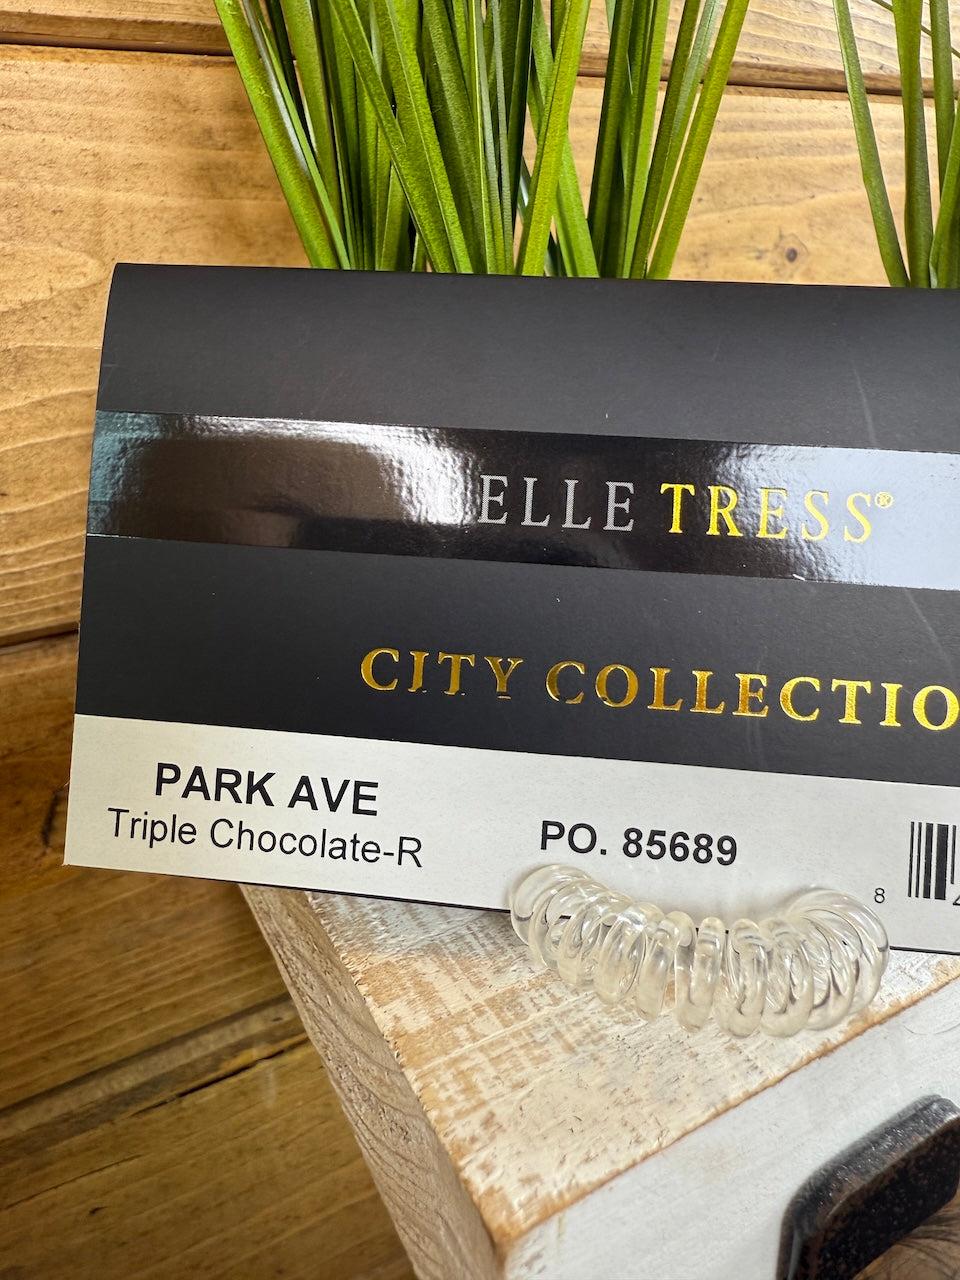 ELLE TRESS®
CITY COLLECTIO
PARK AVE
Triple Chocolate-R
PO. 85689
8